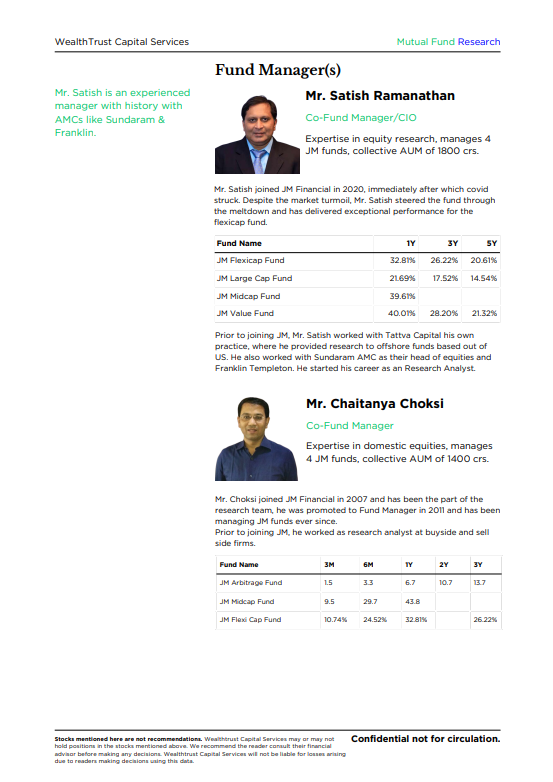 WealthTrust Capital Services
Mutual Fund Research
Fund Manager(s)
Mr. Satish is an experienced
manager with history with
AMCs like Sundaram &
Franklin.
Mr. Satish Ramanathan
Co-Fund Manager/CIO
Expertise in equity research, manages 4
JM funds, collective AUM of 1800 crs.
Mr. Satish joined JM Financial in 2020, immediately after which covid
struck. Despite the market turmoil, Mr. Satish steered the fund through
the meltdown and has delivered exceptional performance for the
flexicap fund.
Fund Name 1Y 3Y 5Y
JM Flexicap Fund 32.81% 26.22% 20.61%
JM Large Cap Fund 21.69% 17.52% 14.54%
JM Midcap Fund 39.61%
JM Value Fund 40.01% 28.20% 21.32%
Prior to joining JM, Mr. Satish worked with Tattva Capital his own
practice, where he provided research to offshore funds based out of
US. He also worked with Sundaram AMC as their head of equities and
Franklin Templeton. He started his career as an Research Analyst.
Mr. Chaitanya Choksi
Co-Fund Manager
Expertise in domestic equities, manages
4 JM funds, collective AUM of 1400 crs.
Mr. Choksi joined JM Financial in 2007 and has been the part of the
research team, he was promoted to Fund Manager in 2011 and has been
managing JM funds ever since.
Prior to joining JM, he worked as research analyst at buyside and sell
side firms.
Fund Name 3M 6M 1Y 2Y 3Y
JM Arbitrage Fund 1.5 3.3 6.7 10.7 13.7
JM Midcap Fund 9.5 29.7 43.8
JM Flexi Cap Fund 10.74% 24.52% 32.81% 26.22%
Stocks mentioned here are not recommendations. Wealthtrust Capital Services may or may not
hold positions in the stocks mentioned above. We recommend the reader consult their financial
advisor before making any decisions. Wealthtrust Capital Services will not be liable for losses arising
due to readers making decisions using this data.
Confidential not for circulation.